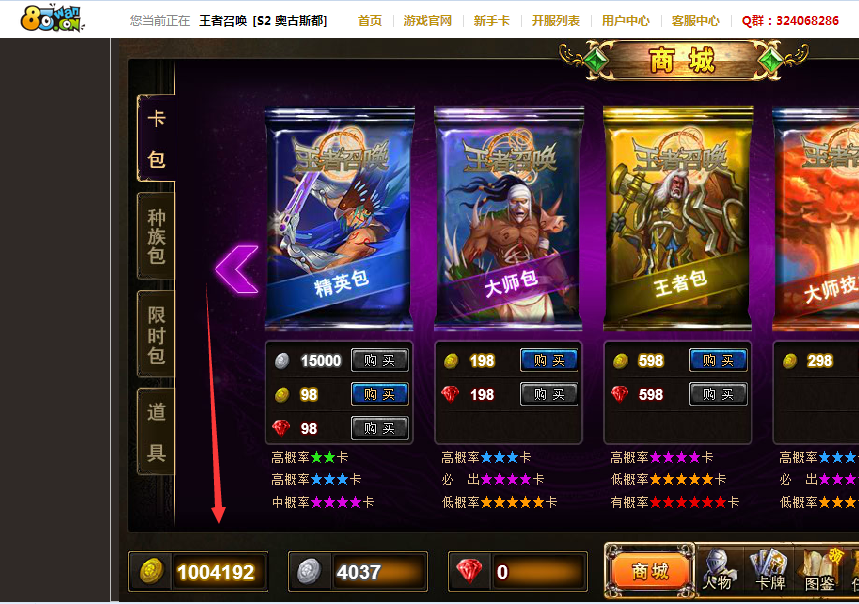 80wan.com
您当前正在 王者召唤 [S2 奥古斯都] 首页 游戏官网 新手卡 开服列表 用户中心 客服中心 Q群：324068286
商城
卡包
种族包
限时包
道具
王者召唤
精英包
王者召唤
大师包
王者召唤
王者包
王者
大师技
15000 购买
98 购买
98 购买
高概率★★卡
高概率★★★卡
中概率★★★★卡
198 购买
198 购买
高概率★★★卡
必出★★★★卡
低概率★★★★★卡
598 购买
598 购买
高概率★★★★卡
低概率★★★★★卡
有概率★★★★★★卡
298
高概率★★★
必出★★★
低概率★★★
1004192
4037
0
商城
人物
卡牌
图鉴